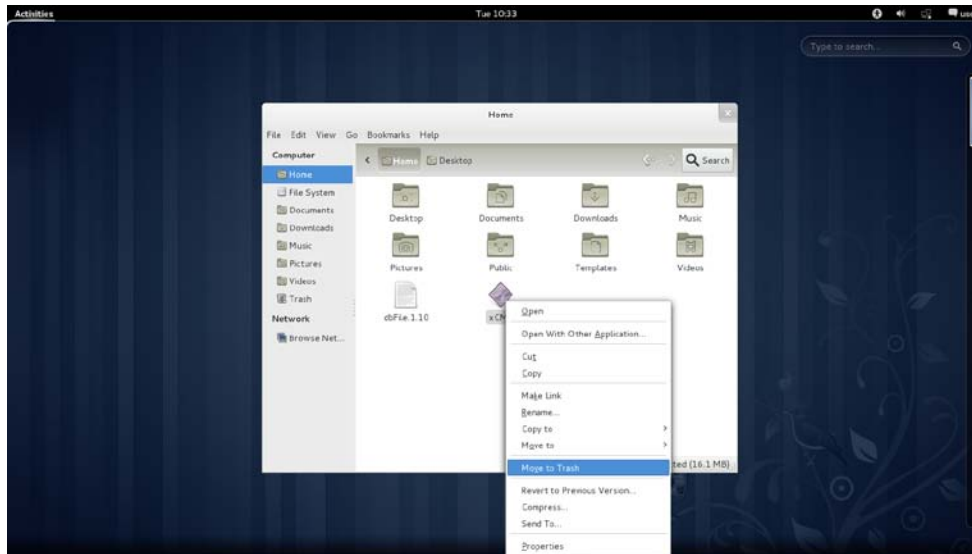 Activities
Tue 10:33
Type to search...
Home
File Edit View Go Bookmarks Help
Computer
Home
File System
Documents
Downloads
Music
Pictures
Videos
Trash
Network
Browse Net...
Home Desktop
Search
Desktop Documents Downloads Music
Pictures Public Templates Videos
cbFile.1.10
Open
Open With Other Application...
Cut
Copy
Make Link
Rename...
Copy to
Move to
Move to Trash
Revert to Previous Version...
Compress...
Send To...
Properties
(16.1 MB)